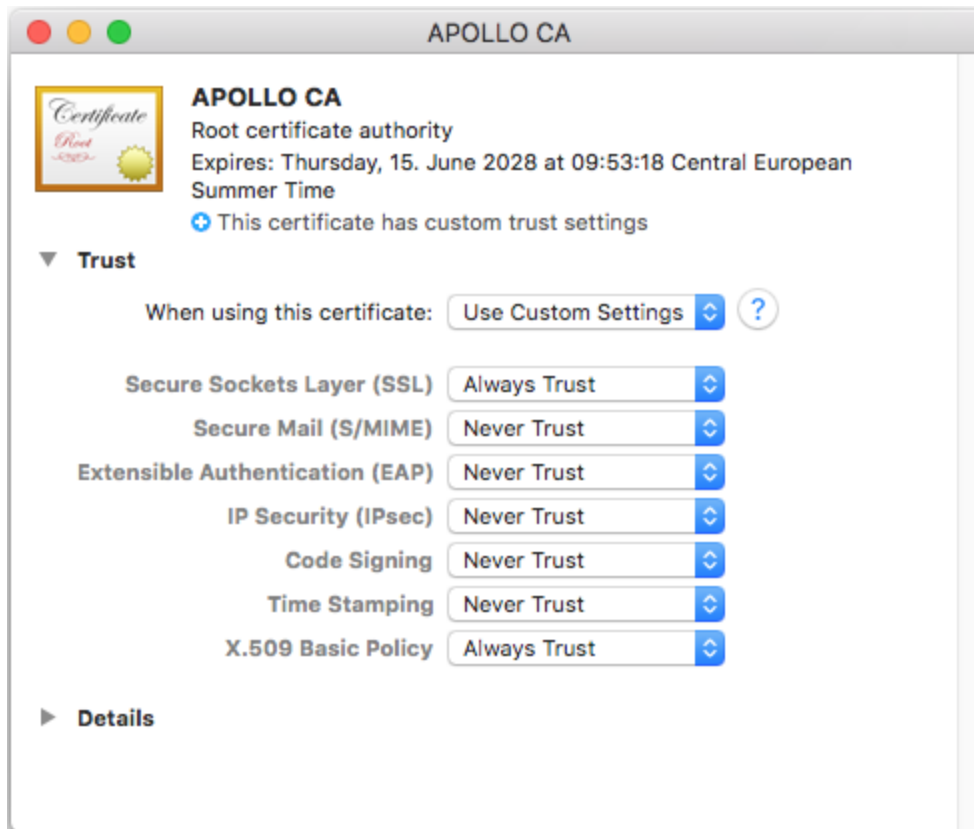 APOLLO CA
Certificate
Root
APOLLO CA
Root certificate authority
Expires: Thursday, 15. June 2028 at 09:53:18 Central European
Summer Time
This certificate has custom trust settings
Trust
When using this certificate: Use Custom Settings ?
Secure Sockets Layer (SSL) Always Trust
Secure Mail (S/MIME) Never Trust
Extensible Authentication (EAP) Never Trust
IP Security (IPsec) Never Trust
Code Signing Never Trust
Time Stamping Never Trust
X.509 Basic Policy Always Trust
Details